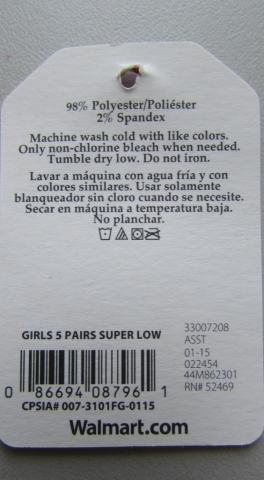 98% Polyester/Poliéster
2% Spandex
Machine wash cold with like colors.
Only non-chlorine bleach when needed.
Tumble dry low. Do not iron.
Lavar a máquina con agua fría y con
colores similares. Usar solamente
blanqueador sin cloro cuando se necesite.
Secar en máquina a temperatura baja.
No planchar.
GIRLS 5 PAIRS SUPER LOW
0 86694 08796 1
CPSIA# 007-3101FG-0115
33007208
ASST
01-15
022454
44M862301
RN# 52469
Walmart.com